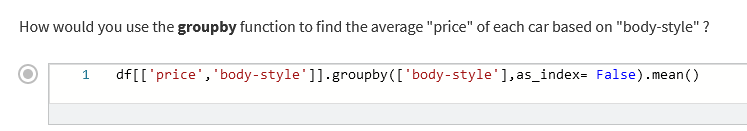 How would you use the groupby function to find the average "price" of each car based on "body-style" ?
1 df[['price','body-style']].groupby(['body-style'],as_index= False).mean()